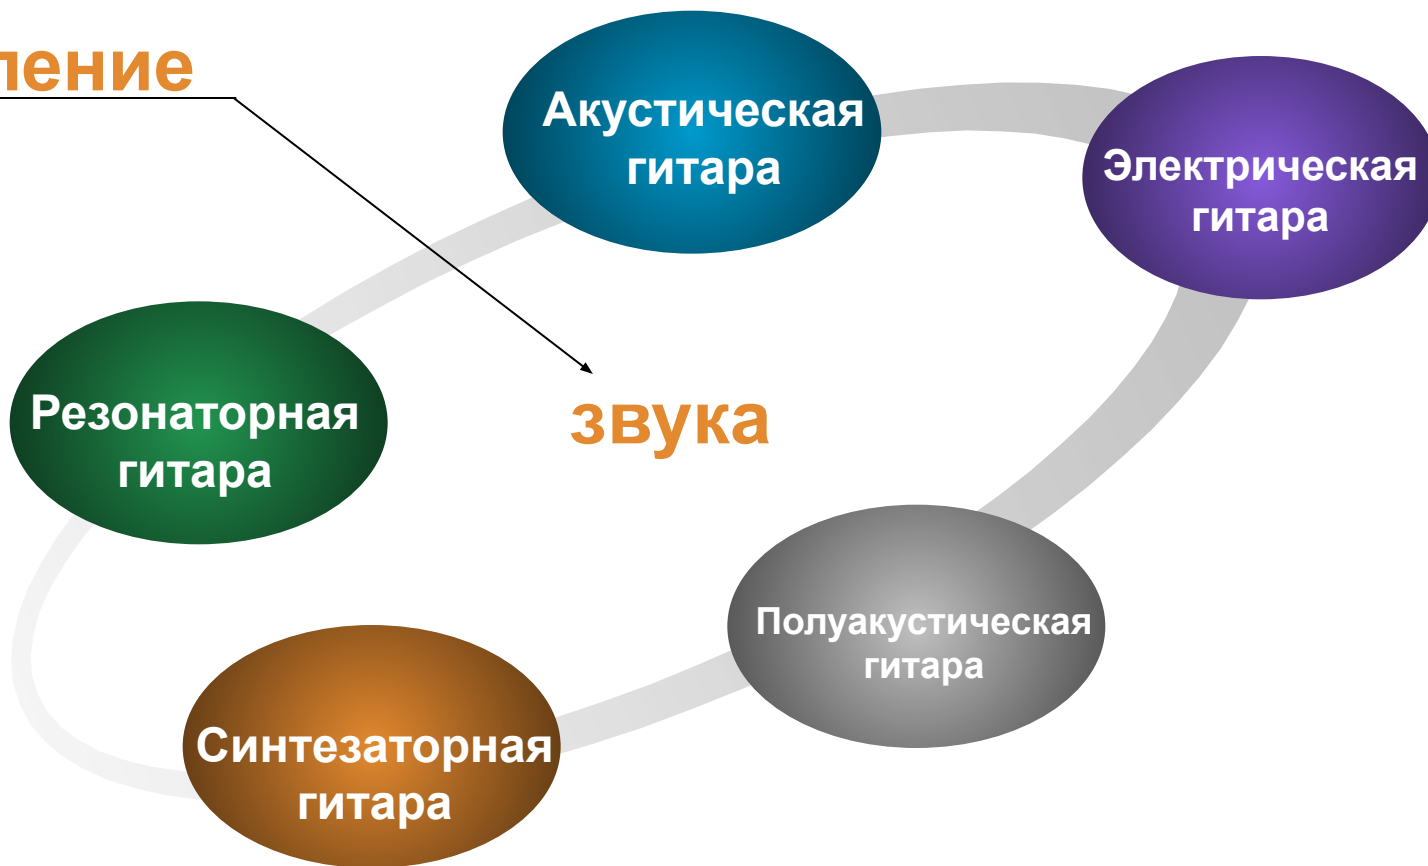 ление
Акустическая
гитара
Электрическая
гитара
Резонаторная
гитара
звука
Полуакустическая
гитара
Синтезаторная
гитара